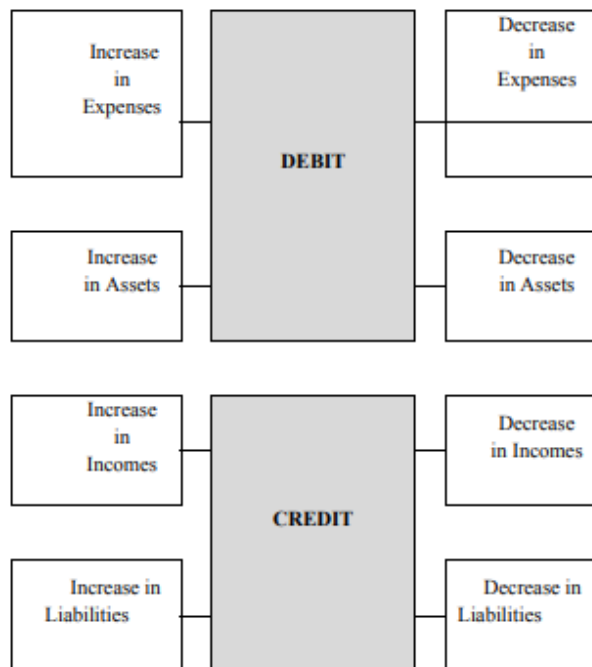 Increase
in
Expenses
DEBIT
Decrease
in
Expenses
Increase
in Assets
Decrease
in Assets
Increase
in
Incomes
CREDIT
Decrease
in Incomes
Increase in
Liabilities
Decrease in
Liabilities